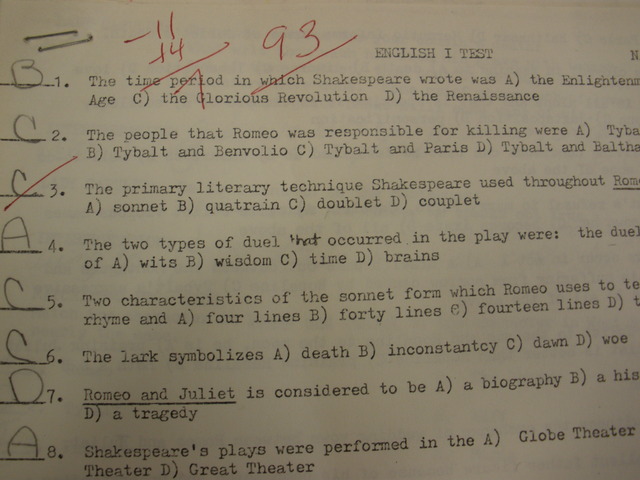 -11
+4 93
ENGLISH I TEST N
B 1. The time period in which Shakespeare wrote was A) the Enlightenm
Age C) the Glorious Revolution D) the Renaissance
C 2. The people that Romeo was responsible for killing were A) Tyba
B) Tybalt and Benvolio C) Tybalt and Paris D) Tybalt and Baltha
C 3. The primary literary technique Shakespeare used throughout Rome
A) sonnet B) quatrain C) doublet D) couplet
A 4. The two types of duel that occurred in the play were: the duel
of A) wits B) wisdom C) time D) brains
C 5. Two characteristics of the sonnet form which Romeo uses to te
rhyme and A) four lines B) forty lines C) fourteen lines D) t
C 6. The lark symbolizes A) death B) inconstantcy C) dawn D) woe
D 7. Romeo and Juliet is considered to be A) a biography B) a his
D) a tragedy
A 8. Shakespeare's plays were performed in the A) Globe Theater
Theater D) Great Theater